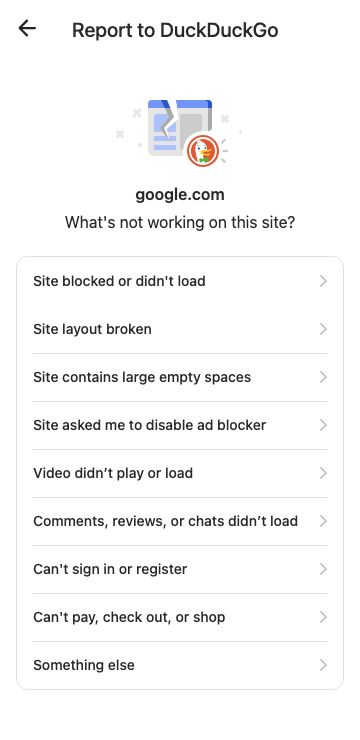 Report to DuckDuckGo
google.com
What's not working on this site?
Site blocked or didn't load
Site layout broken
Site contains large empty spaces
Site asked me to disable ad blocker
Video didn’t play or load
Comments, reviews, or chats didn’t load
Can't sign in or register
Can't pay, check out, or shop
Something else